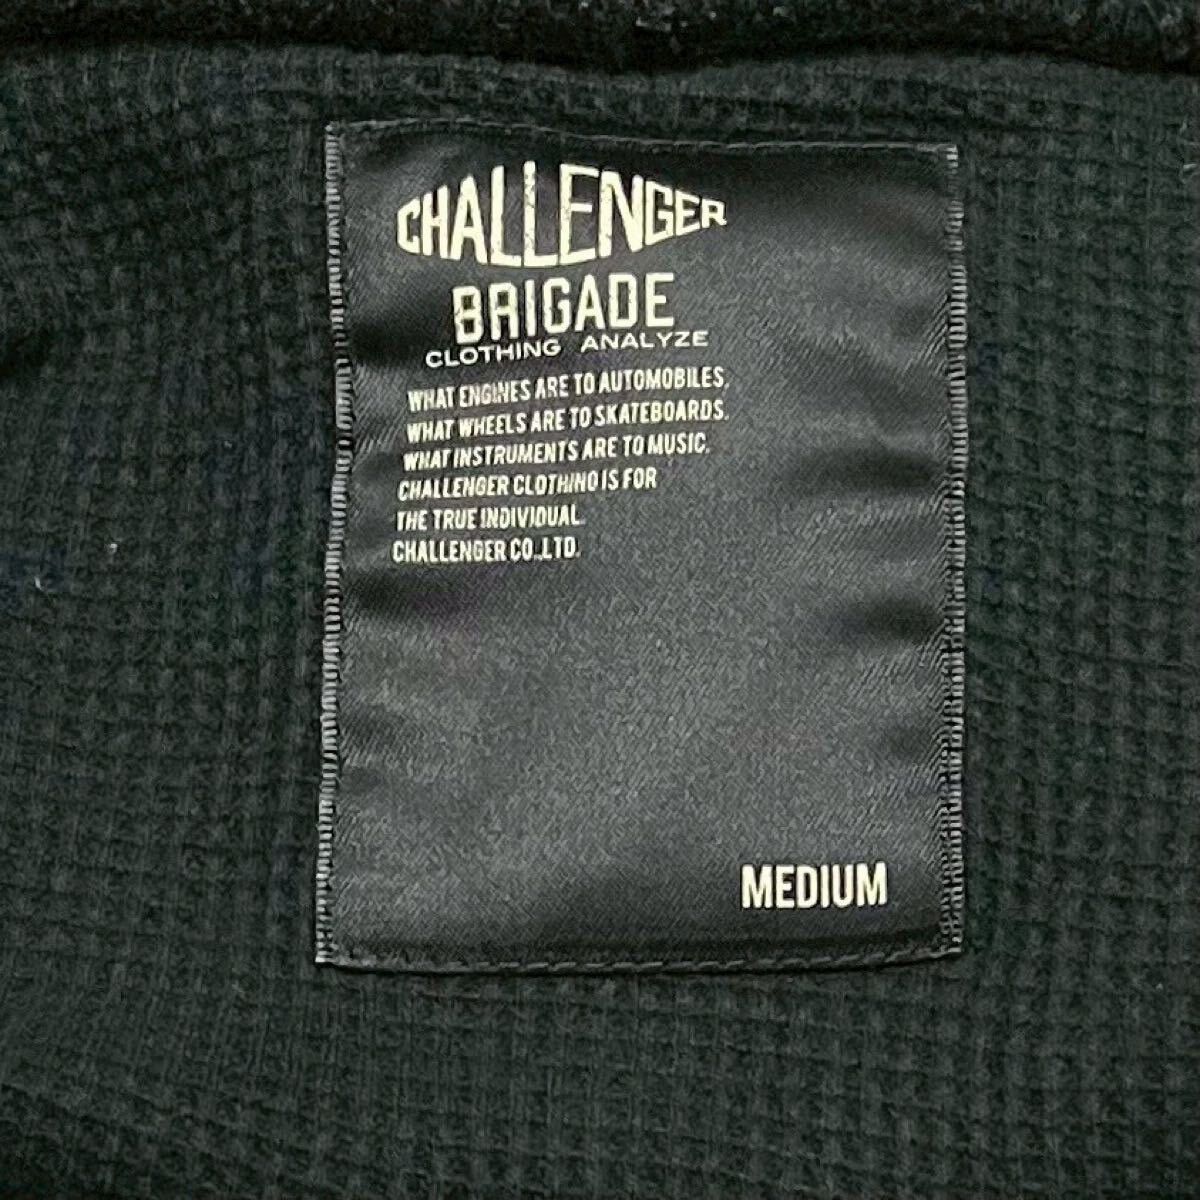 CHALLENGER
BRIGADE
CLOTHING ANALYZE
WHAT ENGINES ARE TO AUTOMOBILES.
WHAT WHEELS ARE TO SKATEBOARDS.
WHAT INSTRUMENTS ARE TO MUSIC.
CHALLENGER CLOTHING IS FOR
THE TRUE INDIVIDUAL.
CHALLENGER CO.,LTD.
MEDIUM